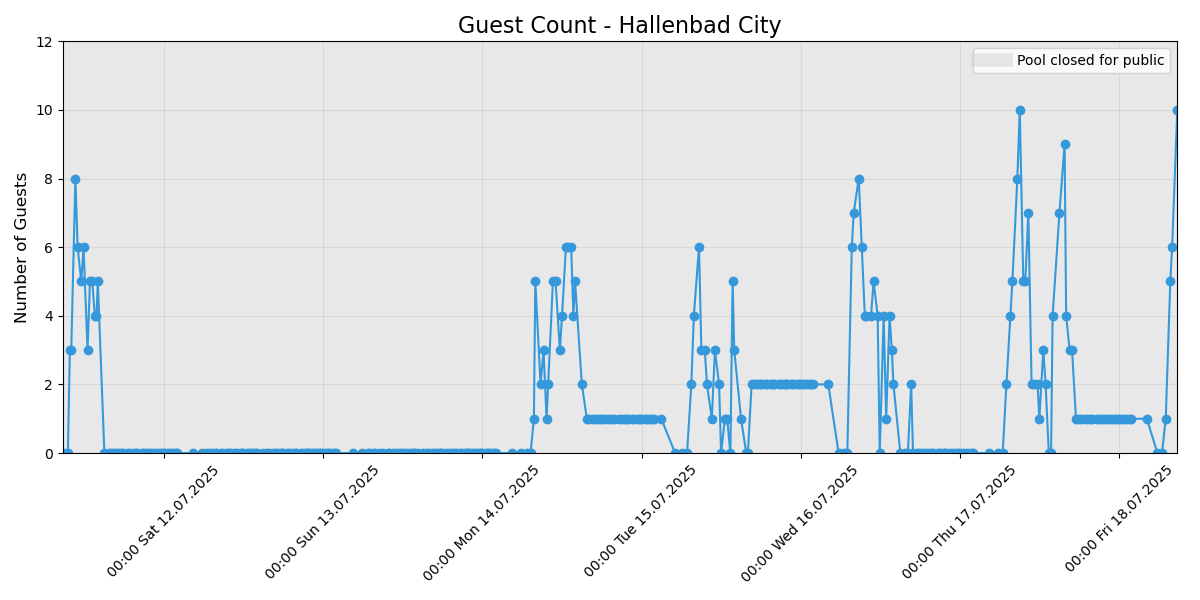 Guest Count - Hallenbad City
Pool closed for public
Number of Guests
12
10
8
6
4
2
0
00:00 Sat 12.07.2025
00:00 Sun 13.07.2025
00:00 Mon 14.07.2025
00:00 Tue 15.07.2025
00:00 Wed 16.07.2025
00:00 Thu 17.07.2025
00:00 Fri 18.07.2025